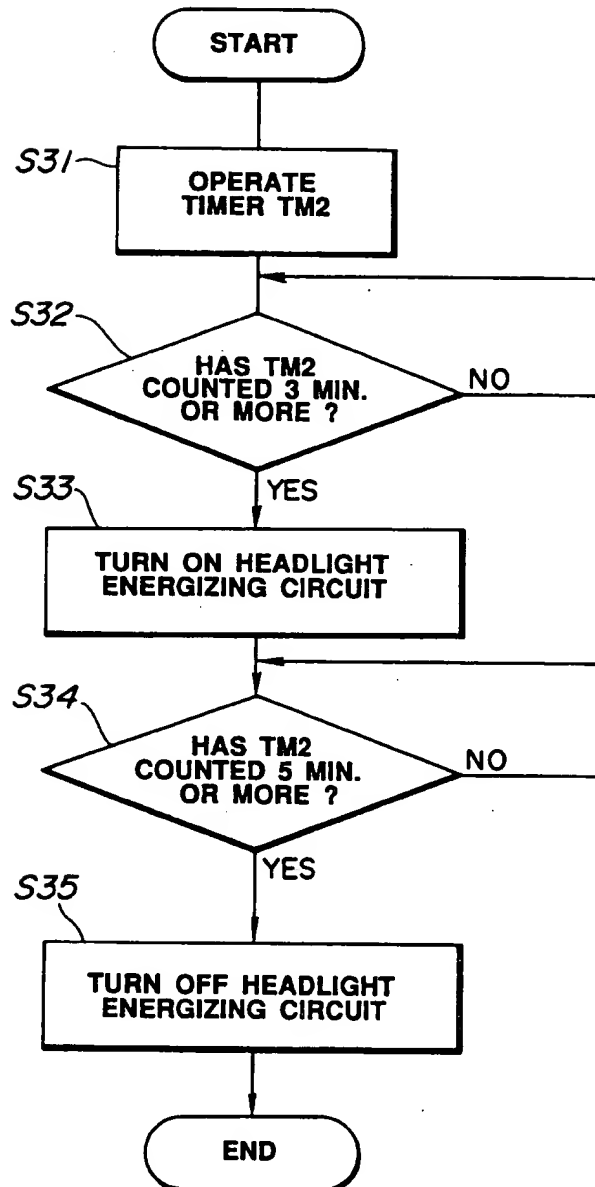 START
S31
OPERATE
TIMER TM2
S32
HAS TM2
COUNTED 3 MIN.
OR MORE ?
NO
YES
S33
TURN ON HEADLIGHT
ENERGIZING CIRCUIT
S34
HAS TM2
COUNTED 5 MIN.
OR MORE ?
NO
YES
S35
TURN OFF HEADLIGHT
ENERGIZING CIRCUIT
END